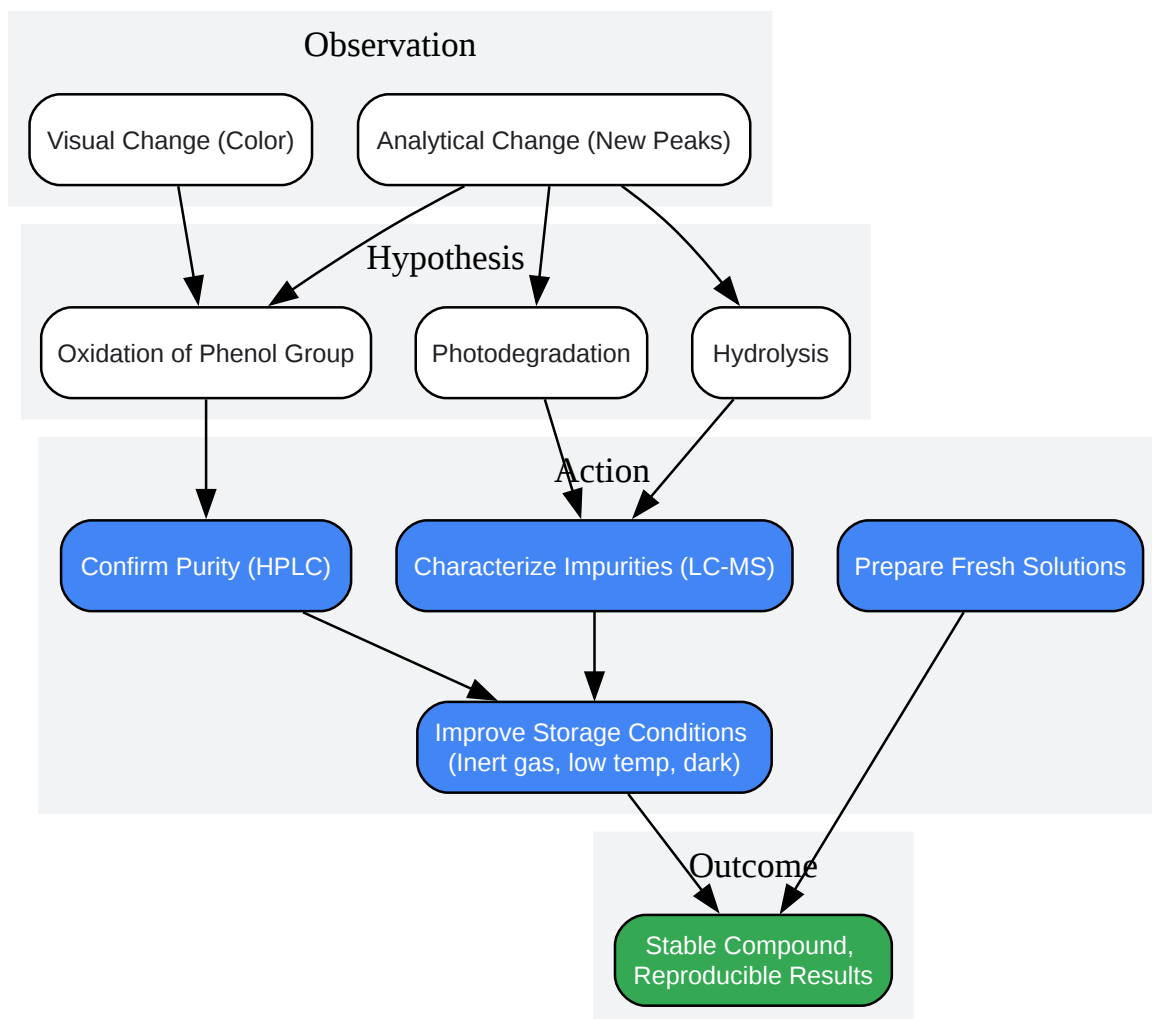 Observation
Visual Change (Color)
Analytical Change (New Peaks)
Hypothesis
Oxidation of Phenol Group
Photodegradation
Hydrolysis
Action
Confirm Purity (HPLC)
Characterize Impurities (LC-MS)
Prepare Fresh Solutions
Improve Storage Conditions
(Inert gas, low temp, dark)
Outcome
Stable Compound,
Reproducible Results